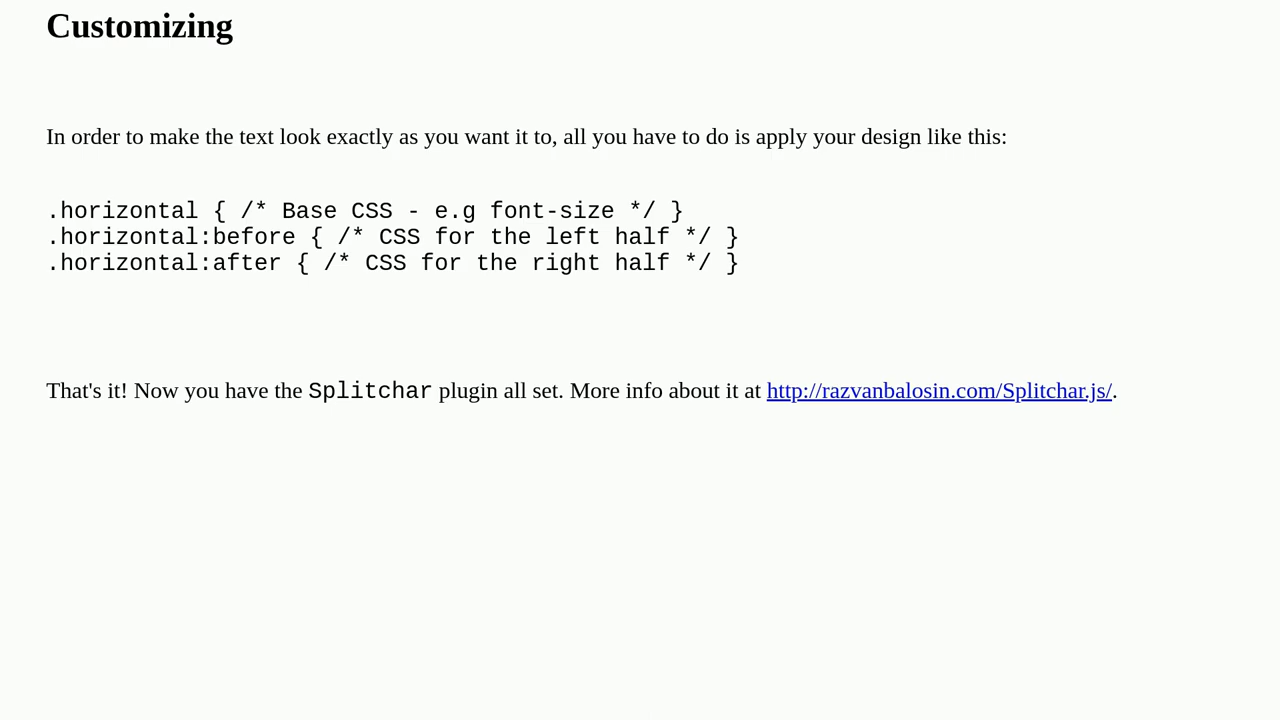 Customizing
In order to make the text look exactly as you want it to, all you have to do is apply your design like this:
.horizontal { /* Base CSS - e.g font-size */ }
.horizontal:before { /* CSS for the left half */ }
.horizontal:after { /* CSS for the right half */ }
That's it! Now you have the Splitchar plugin all set. More info about it at http://razvanbalosin.com/Splitchar.js/.